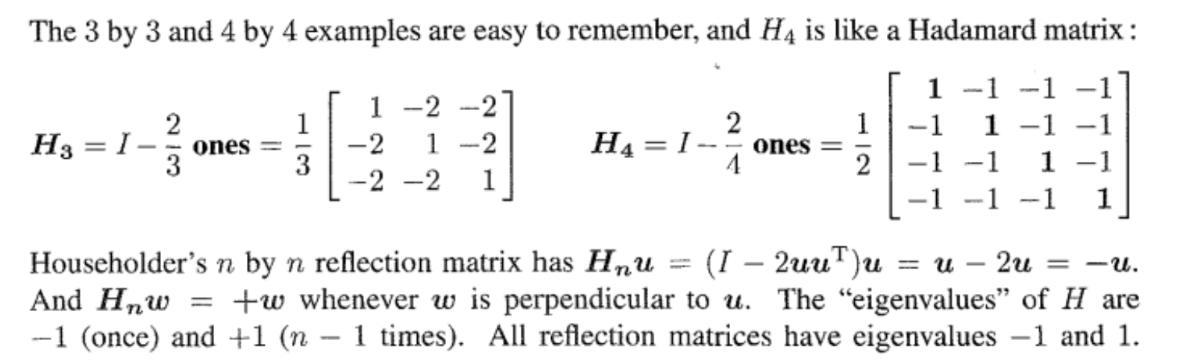 The 3 by 3 and 4 by 4 examples are easy to remember, and H₄ is like a Hadamard matrix :
H₃ = I − 2/3 ones = 1/3 [ 1 −2 −2 ; −2 1 −2 ; −2 −2 1 ]    H₄ = I − 2/4 ones = 1/2 [ 1 −1 −1 −1 ; −1 1 −1 −1 ; −1 −1 1 −1 ; −1 −1 −1 1 ]
Householder's n by n reflection matrix has Hₙu = (I − 2uuᵀ)u = u − 2u = −u.
And Hₙw = +w whenever w is perpendicular to u. The “eigenvalues” of H are
−1 (once) and +1 (n − 1 times). All reflection matrices have eigenvalues −1 and 1.